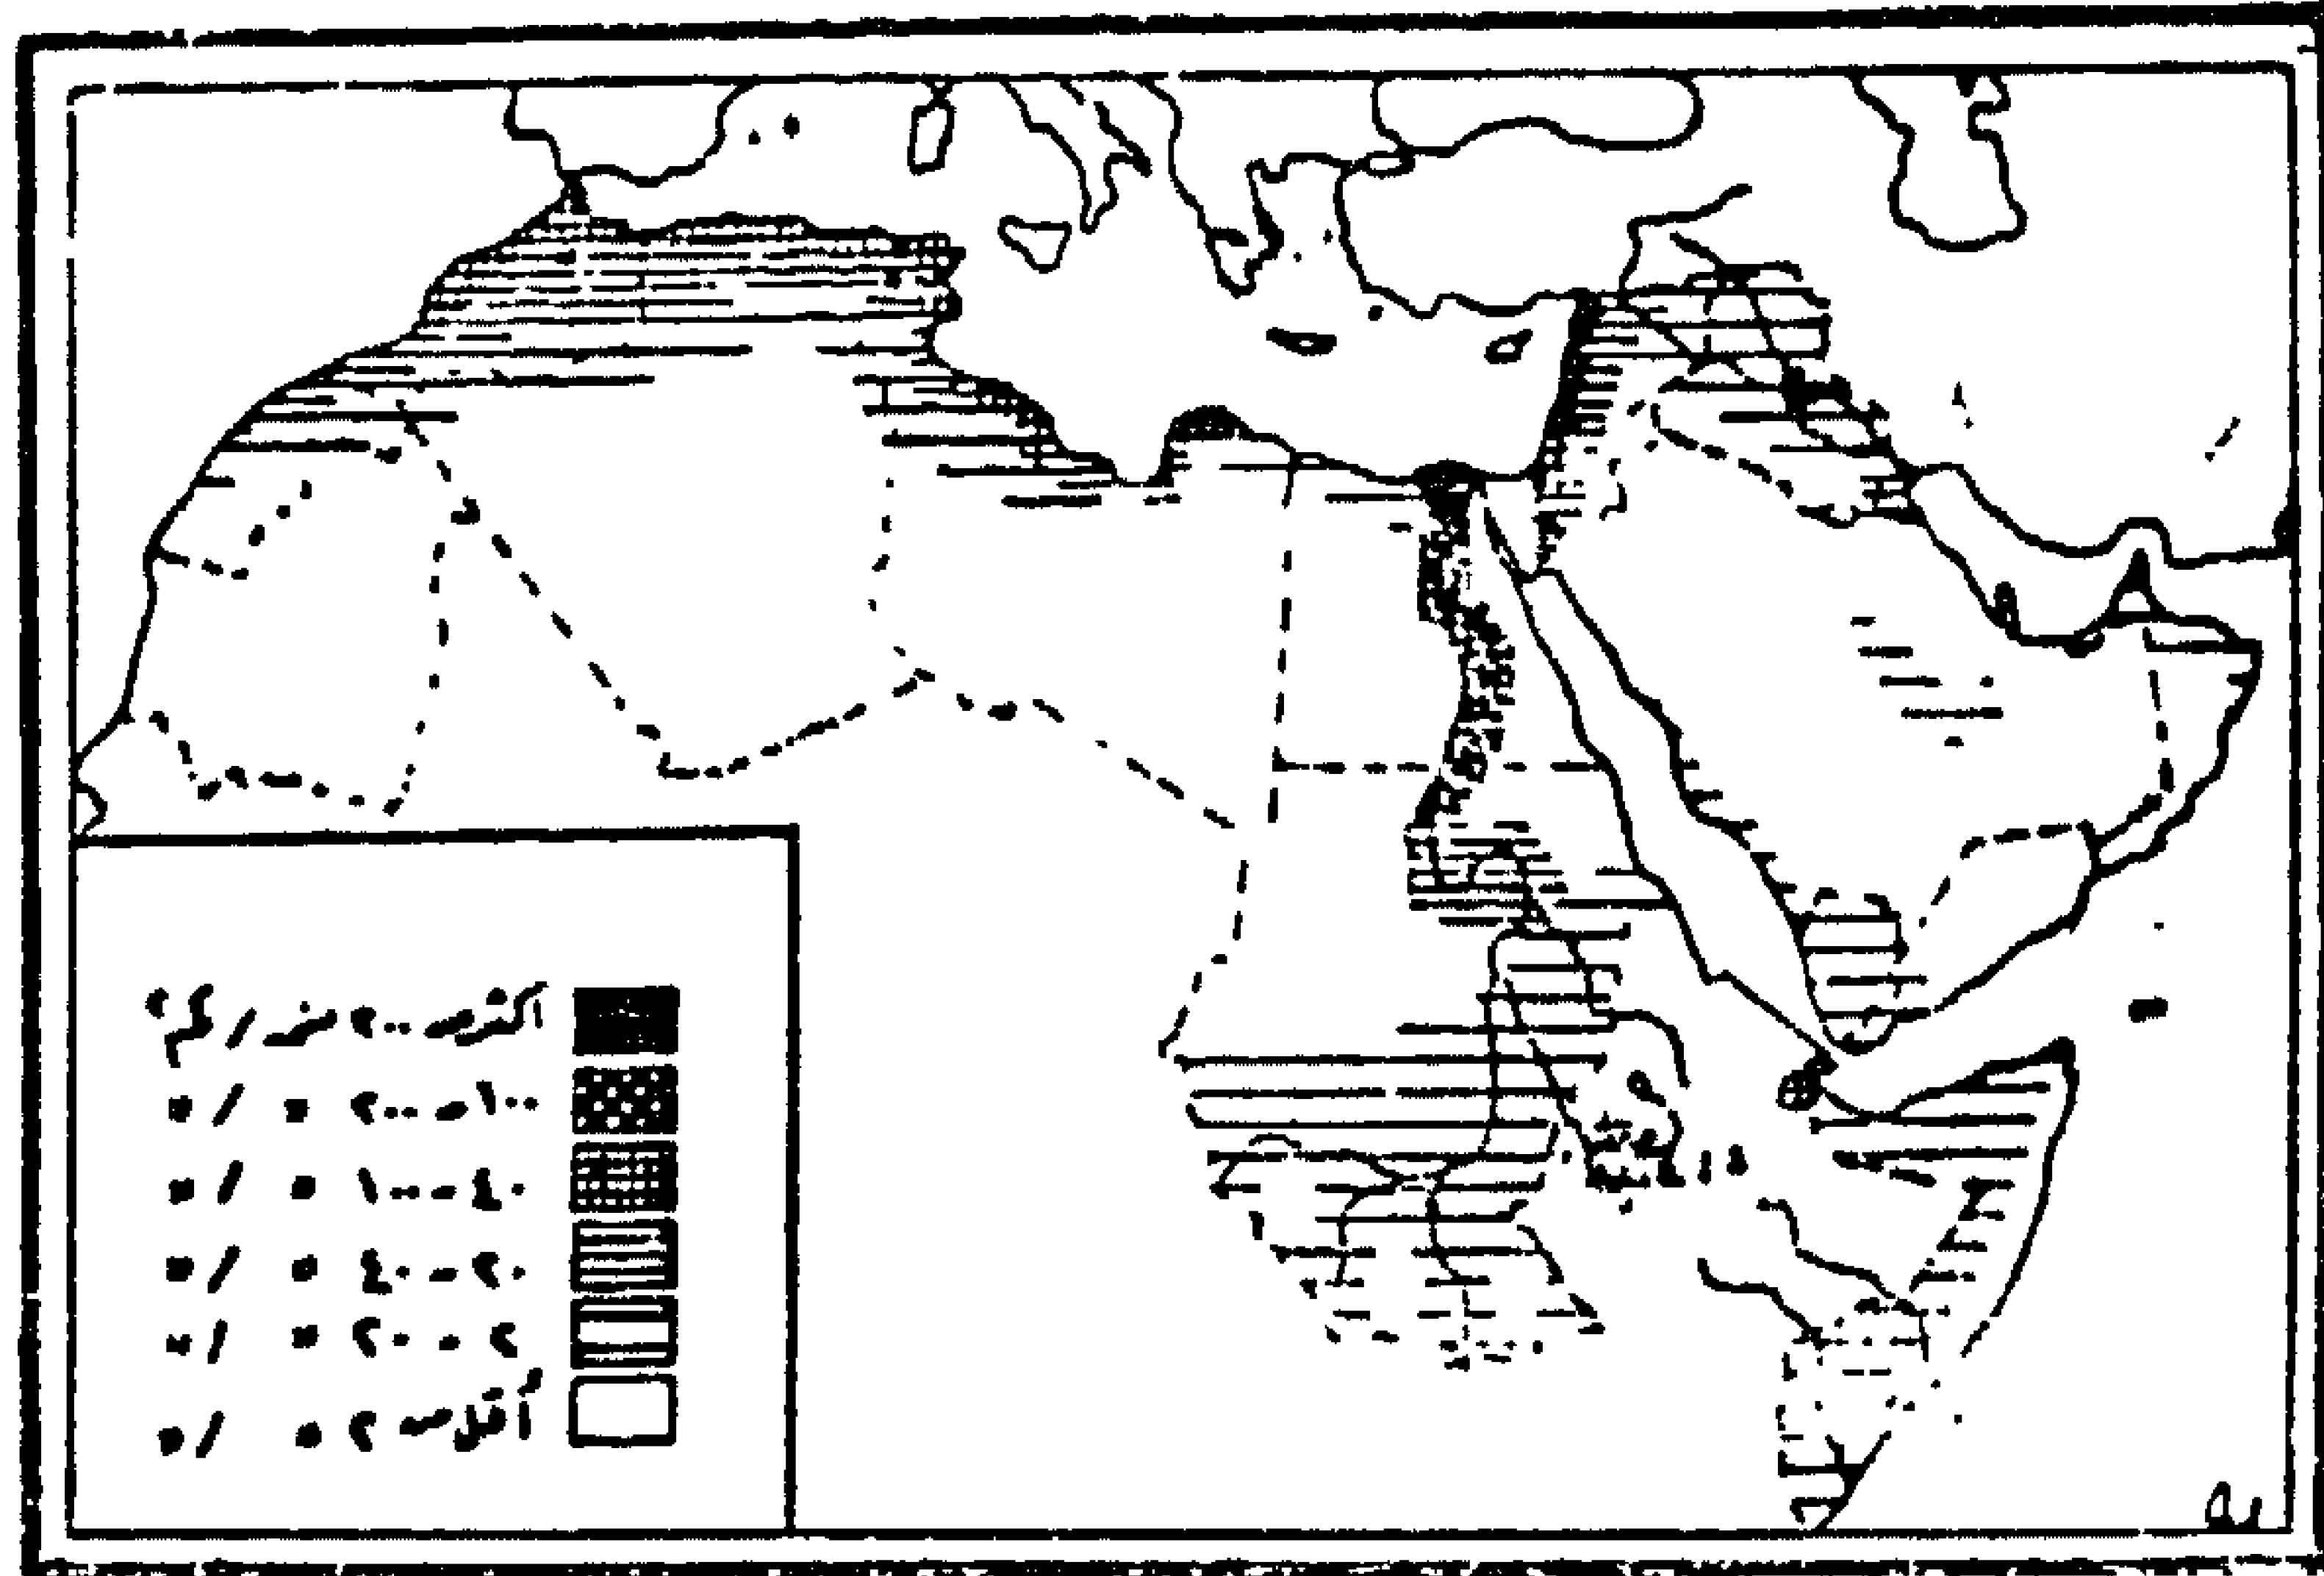 أكثر من ٢٠٠ نسمة / كم٢
١٠٠ - ٢٠٠ " / "
٤٠ - ١٠٠ " / "
٢٠ - ٤٠ " / "
٢ - ٢٠ " / "
أقل من ٢ " / "